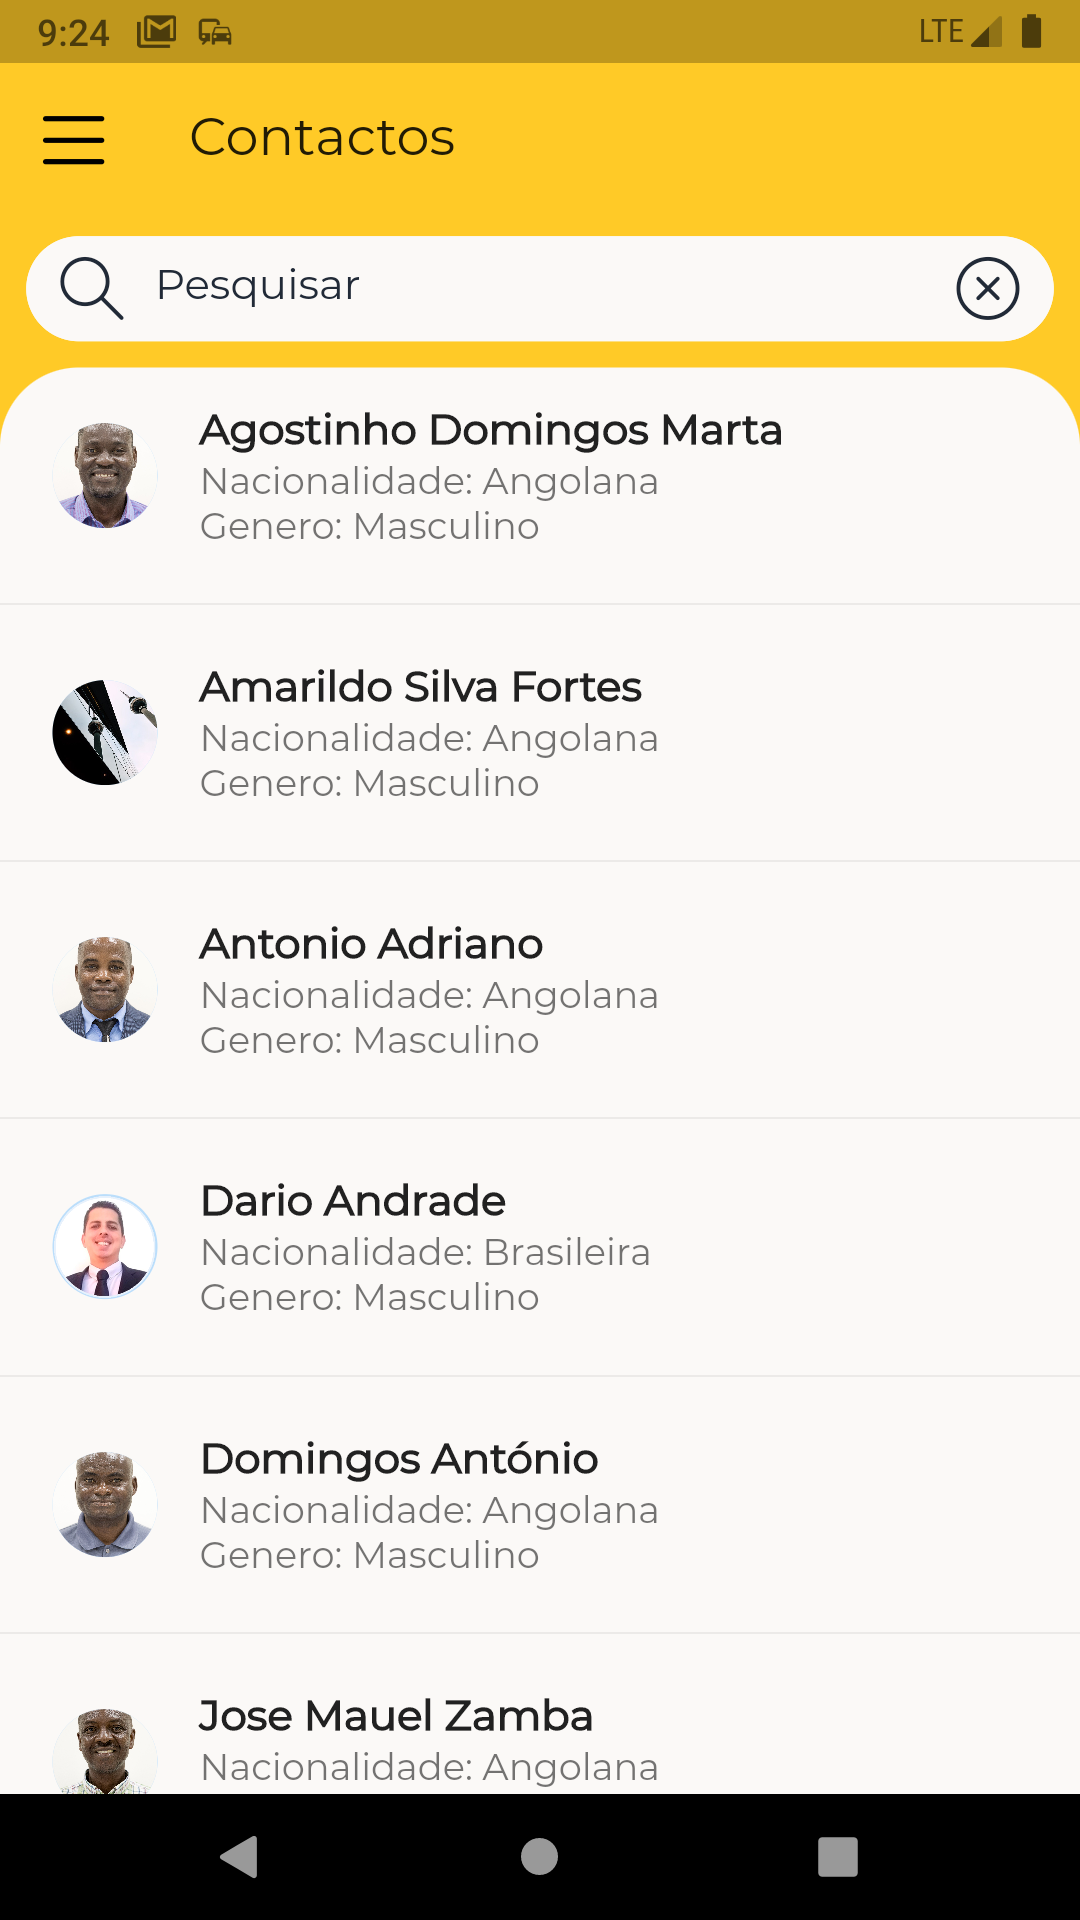 9:24 LTE
Contactos
Pesquisar
Agostinho Domingos Marta
Nacionalidade: Angolana
Genero: Masculino
Amarildo Silva Fortes
Nacionalidade: Angolana
Genero: Masculino
Antonio Adriano
Nacionalidade: Angolana
Genero: Masculino
Dario Andrade
Nacionalidade: Brasileira
Genero: Masculino
Domingos António
Nacionalidade: Angolana
Genero: Masculino
Jose Mauel Zamba
Nacionalidade: Angolana